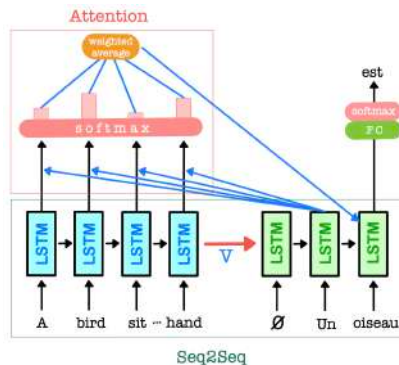 Attention
weighted
average
est
softmax
softmax
FC
LSTM LSTM LSTM LSTM V LSTM LSTM LSTM
A bird sit ... hand Ø Un oiseau
Seq2Seq